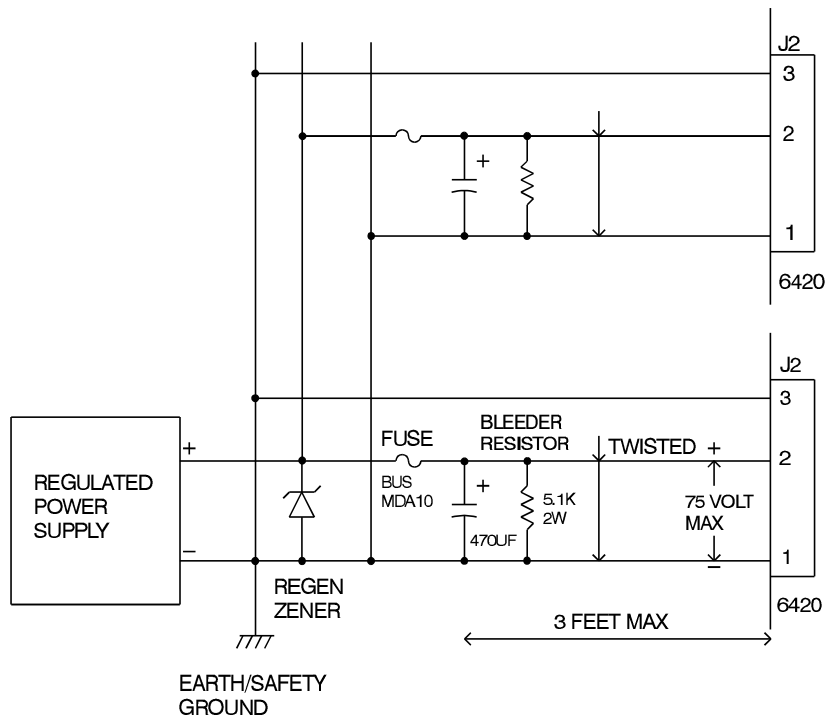 J2
3
2
+
1
6420
J2
3
FUSE
BLEEDER
RESISTOR
TWISTED
+
2
+
REGULATED
POWER
SUPPLY
BUS
MDA10
+
5.1K
2W
75 VOLT
MAX
470UF
–
1
–
REGEN
ZENER
6420
3 FEET MAX
EARTH/SAFETY
GROUND